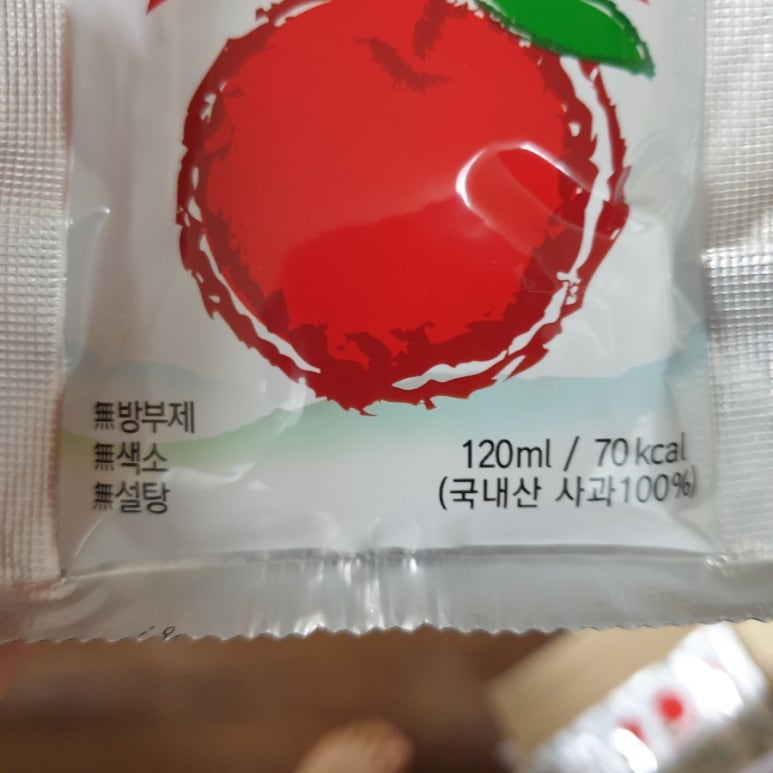 無방부제
無색소
無설탕
120ml / 70kcal
(국내산 사과100%)